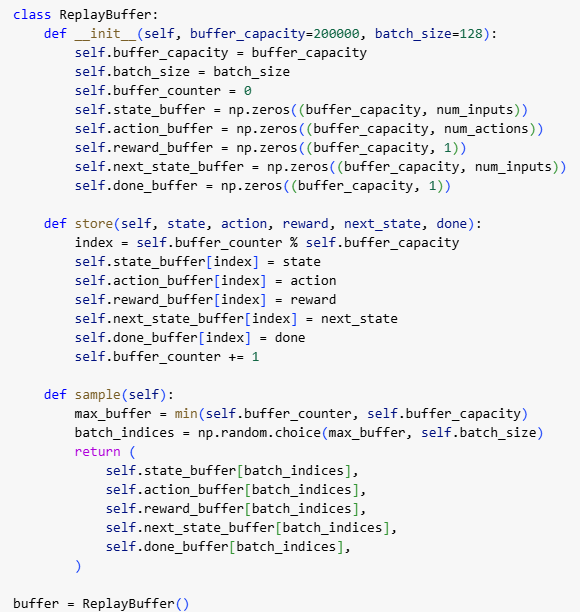 class ReplayBuffer:
    def __init__(self, buffer_capacity=200000, batch_size=128):
        self.buffer_capacity = buffer_capacity
        self.batch_size = batch_size
        self.buffer_counter = 0
        self.state_buffer = np.zeros((buffer_capacity, num_inputs))
        self.action_buffer = np.zeros((buffer_capacity, num_actions))
        self.reward_buffer = np.zeros((buffer_capacity, 1))
        self.next_state_buffer = np.zeros((buffer_capacity, num_inputs))
        self.done_buffer = np.zeros((buffer_capacity, 1))

    def store(self, state, action, reward, next_state, done):
        index = self.buffer_counter % self.buffer_capacity
        self.state_buffer[index] = state
        self.action_buffer[index] = action
        self.reward_buffer[index] = reward
        self.next_state_buffer[index] = next_state
        self.done_buffer[index] = done
        self.buffer_counter += 1

    def sample(self):
        max_buffer = min(self.buffer_counter, self.buffer_capacity)
        batch_indices = np.random.choice(max_buffer, self.batch_size)
        return (
            self.state_buffer[batch_indices],
            self.action_buffer[batch_indices],
            self.reward_buffer[batch_indices],
            self.next_state_buffer[batch_indices],
            self.done_buffer[batch_indices],
        )

buffer = ReplayBuffer()